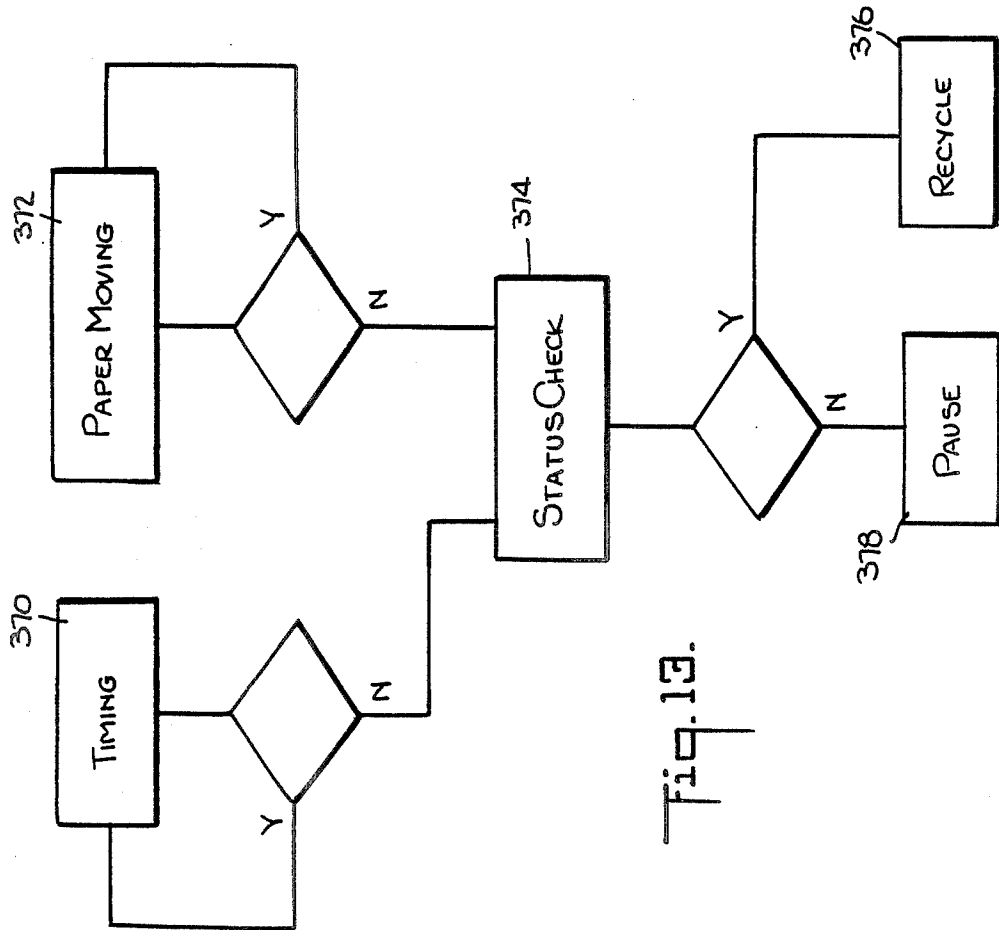 370
TIMING
Y
N
372
PAPER MOVING
Y
N
374
STATUS CHECK
Y
N
378
PAUSE
376
RECYCLE
Fig. 13.